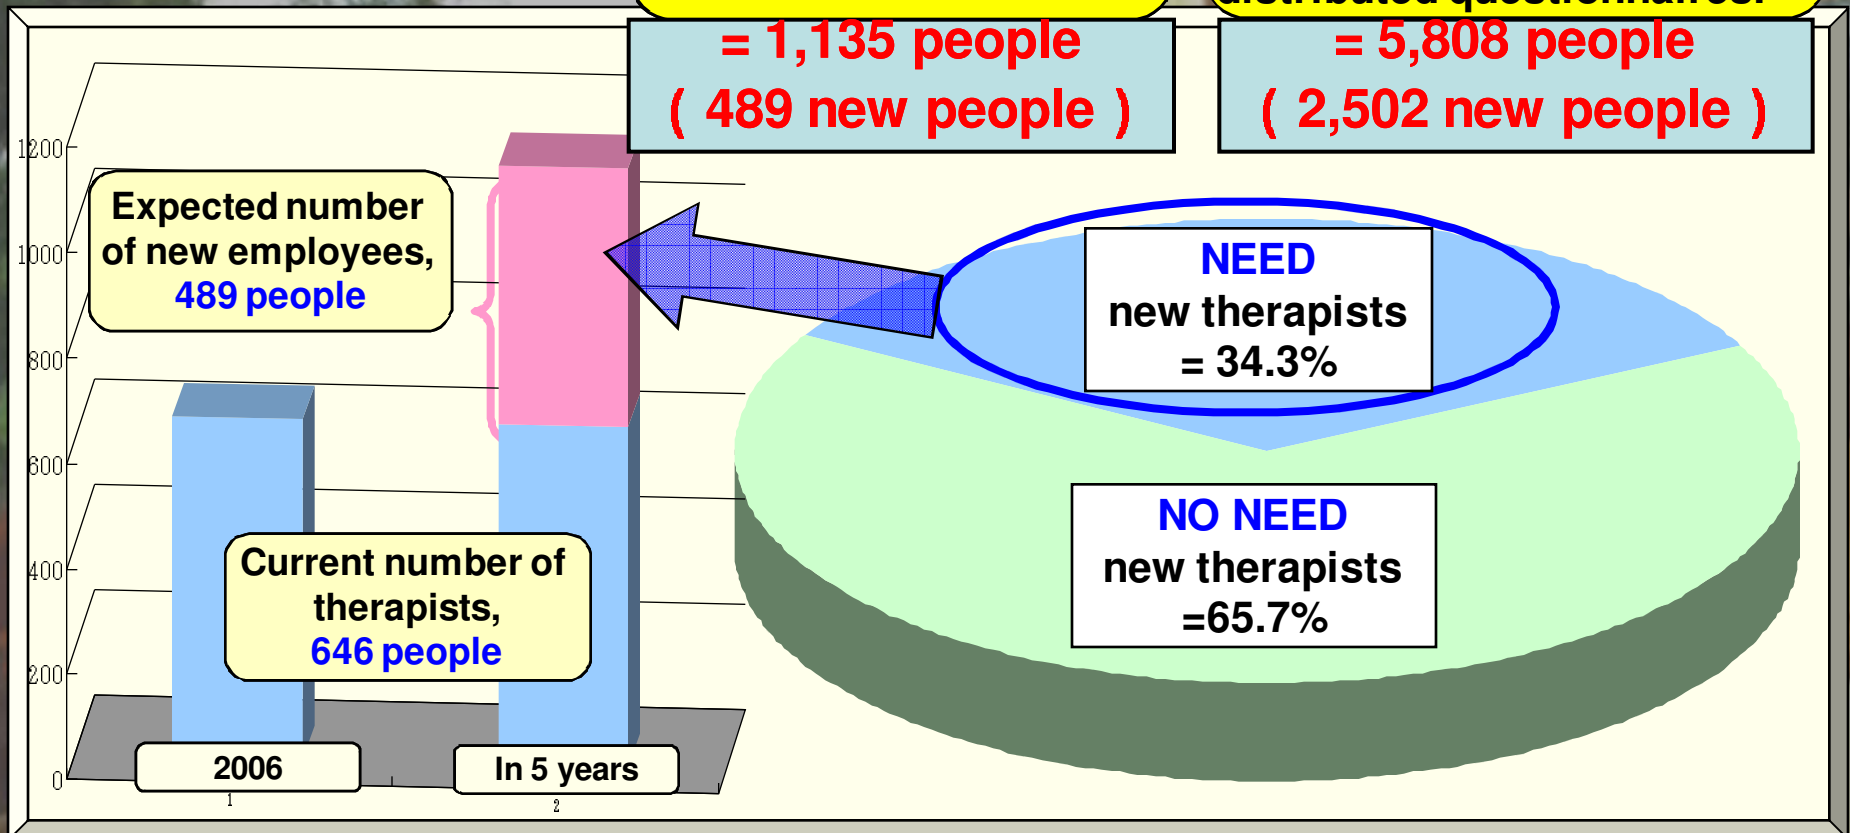 distributed questionnaires.
= 1,135 people
( 489 new people )
= 5,808 people
( 2,502 new people )
1200
1000
800
600
400
200
0
Expected number
of new employees,
489 people
Current number of
therapists,
646 people
2006
In 5 years
1
2
NEED
new therapists
= 34.3%
NO NEED
new therapists
=65.7%